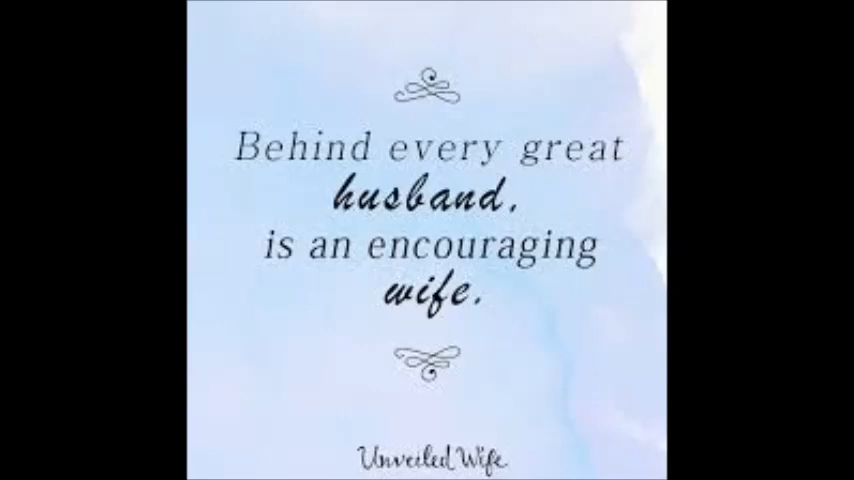 Behind every great
husband,
is an encouraging
wife.
Unveiled Wife